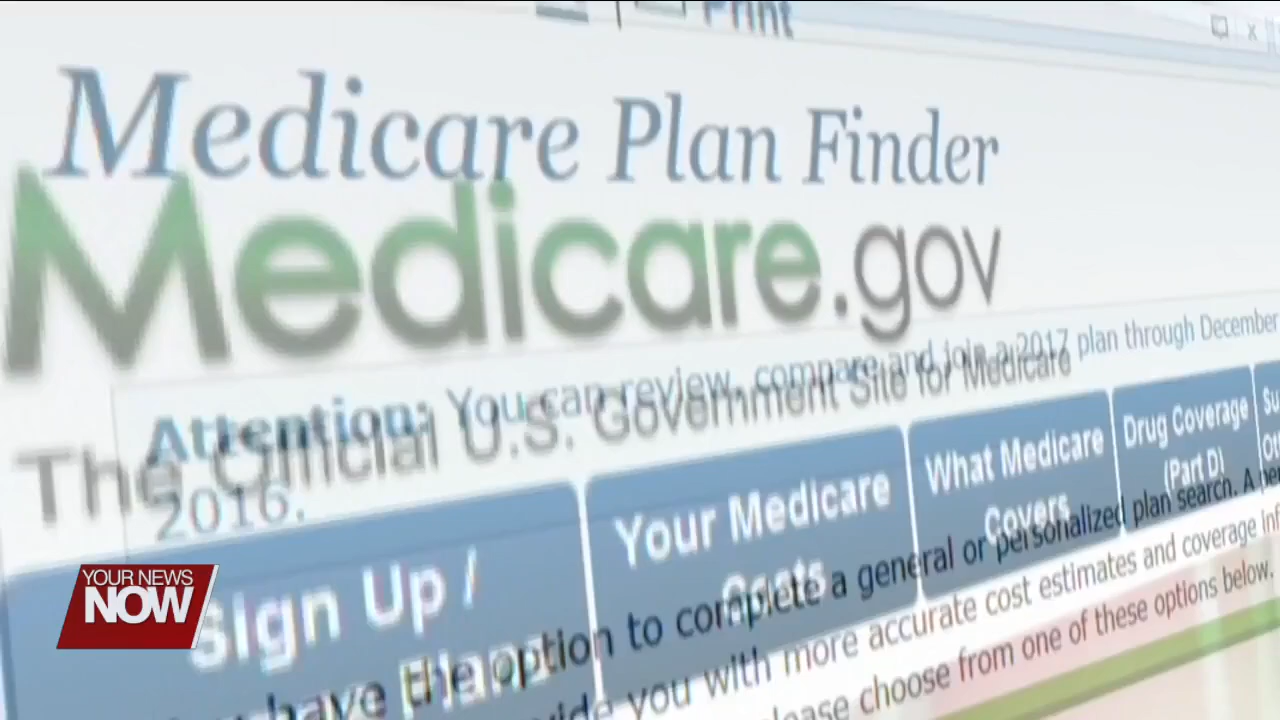 Print
Medicare Plan Finder
Medicare.gov
Attention: You can review, compare and join a 2017 plan through December
The Official U.S. Government Site for Medicare
2016.
Sign Up /
Your Medicare
What Medicare
Covers
Drug Coverage
(Part D)
Costs
have the option to complete a general or personalized plan search. A
you with more accurate cost estimates and coverage
please choose from one of these options below.
YOUR NEWS
NOW